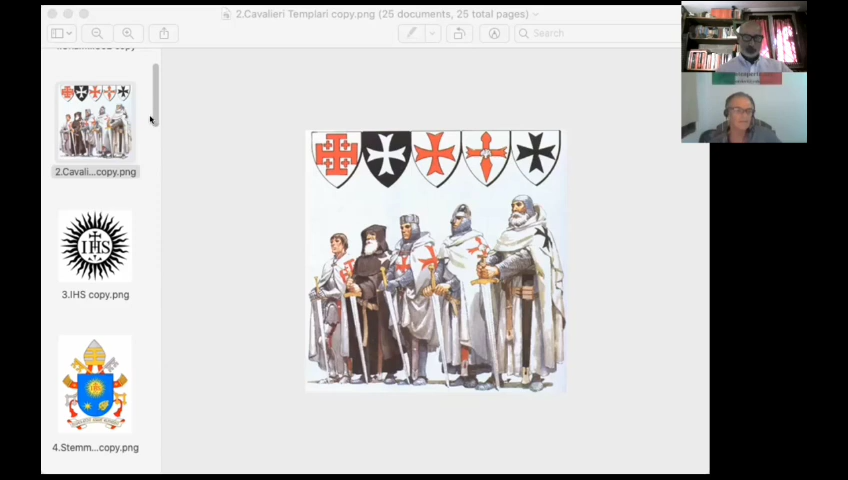 2.Cavalieri Templari copy.png (25 documents, 25 total pages)
Search
2.Cavali...copy.png
IHS
3.IHS copy.png
IHS
4.Stemm...copy.png